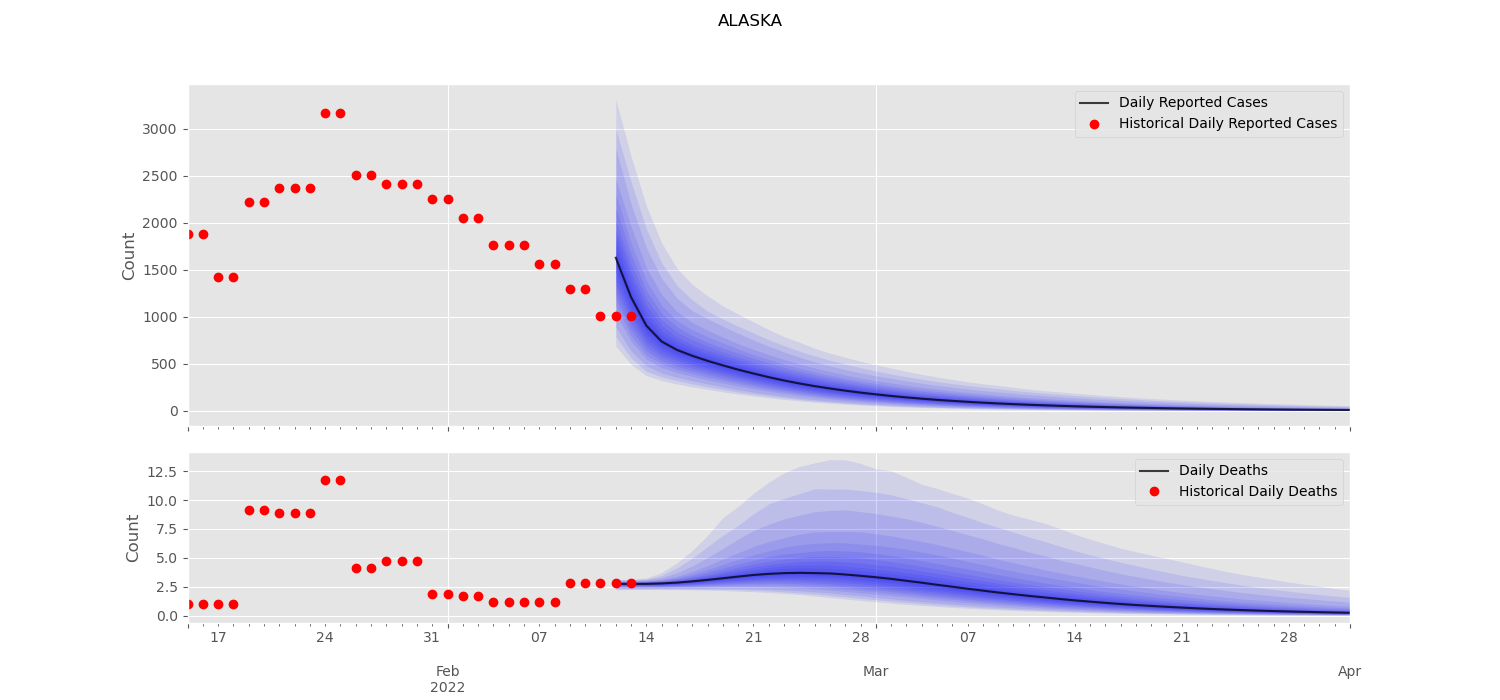 ALASKA
Daily Reported Cases
Historical Daily Reported Cases
3000
2500
2000
1500
1000
500
0
Count
Daily Deaths
Historical Daily Deaths
12.5
10.0
7.5
5.0
2.5
0.0
Count
17 24 31 07 14 21 28 07 14 21 28
Feb Mar Apr
2022